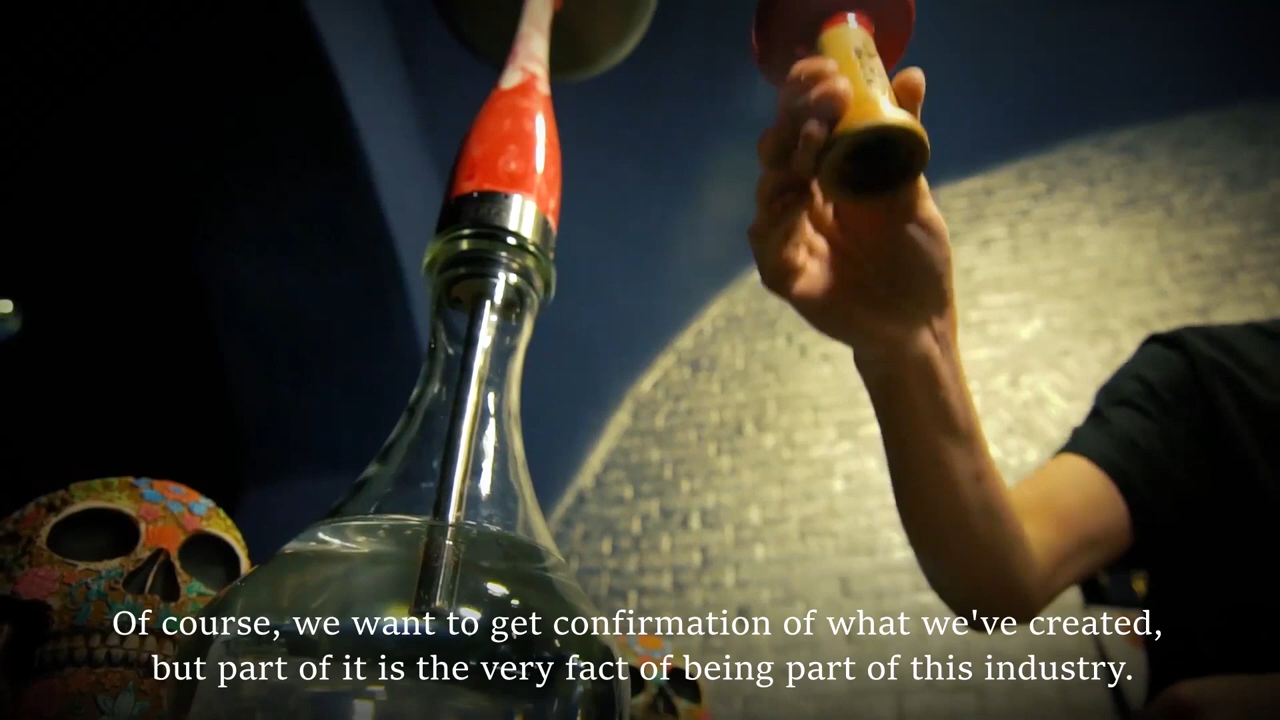 Of course, we want to get confirmation of what we've created,
but part of it is the very fact of being part of this industry.